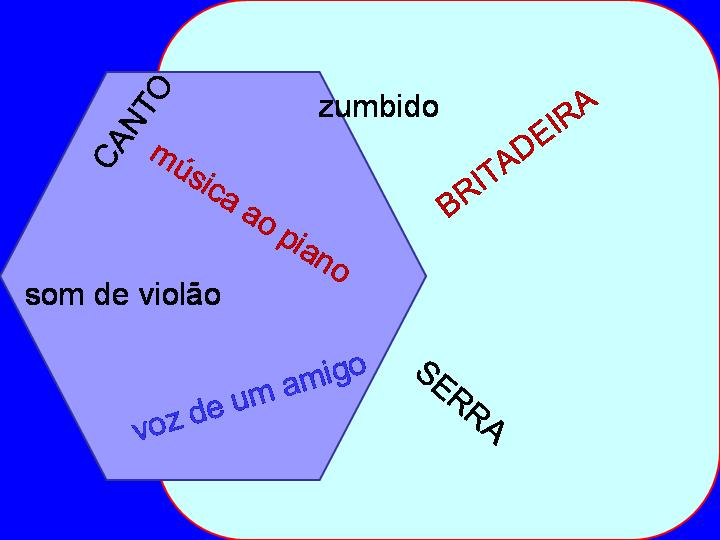 CANTO
zumbido
BRITADEIRA
música ao piano
som de violão
voz de um amigo
SERRA